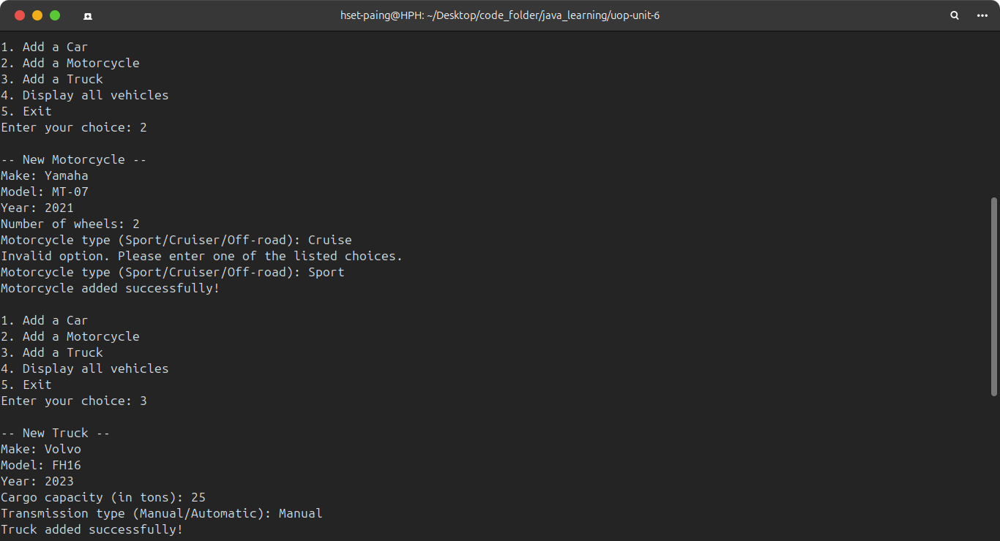 hset-paing@HPH: ~/Desktop/code_folder/java_learning/uop-unit-6
1. Add a Car
2. Add a Motorcycle
3. Add a Truck
4. Display all vehicles
5. Exit
Enter your choice: 2
-- New Motorcycle --
Make: Yamaha
Model: MT-07
Year: 2021
Number of wheels: 2
Motorcycle type (Sport/Cruiser/Off-road): Cruise
Invalid option. Please enter one of the listed choices.
Motorcycle type (Sport/Cruiser/Off-road): Sport
Motorcycle added successfully!
1. Add a Car
2. Add a Motorcycle
3. Add a Truck
4. Display all vehicles
5. Exit
Enter your choice: 3
-- New Truck --
Make: Volvo
Model: FH16
Year: 2023
Cargo capacity (in tons): 25
Transmission type (Manual/Automatic): Manual
Truck added successfully!